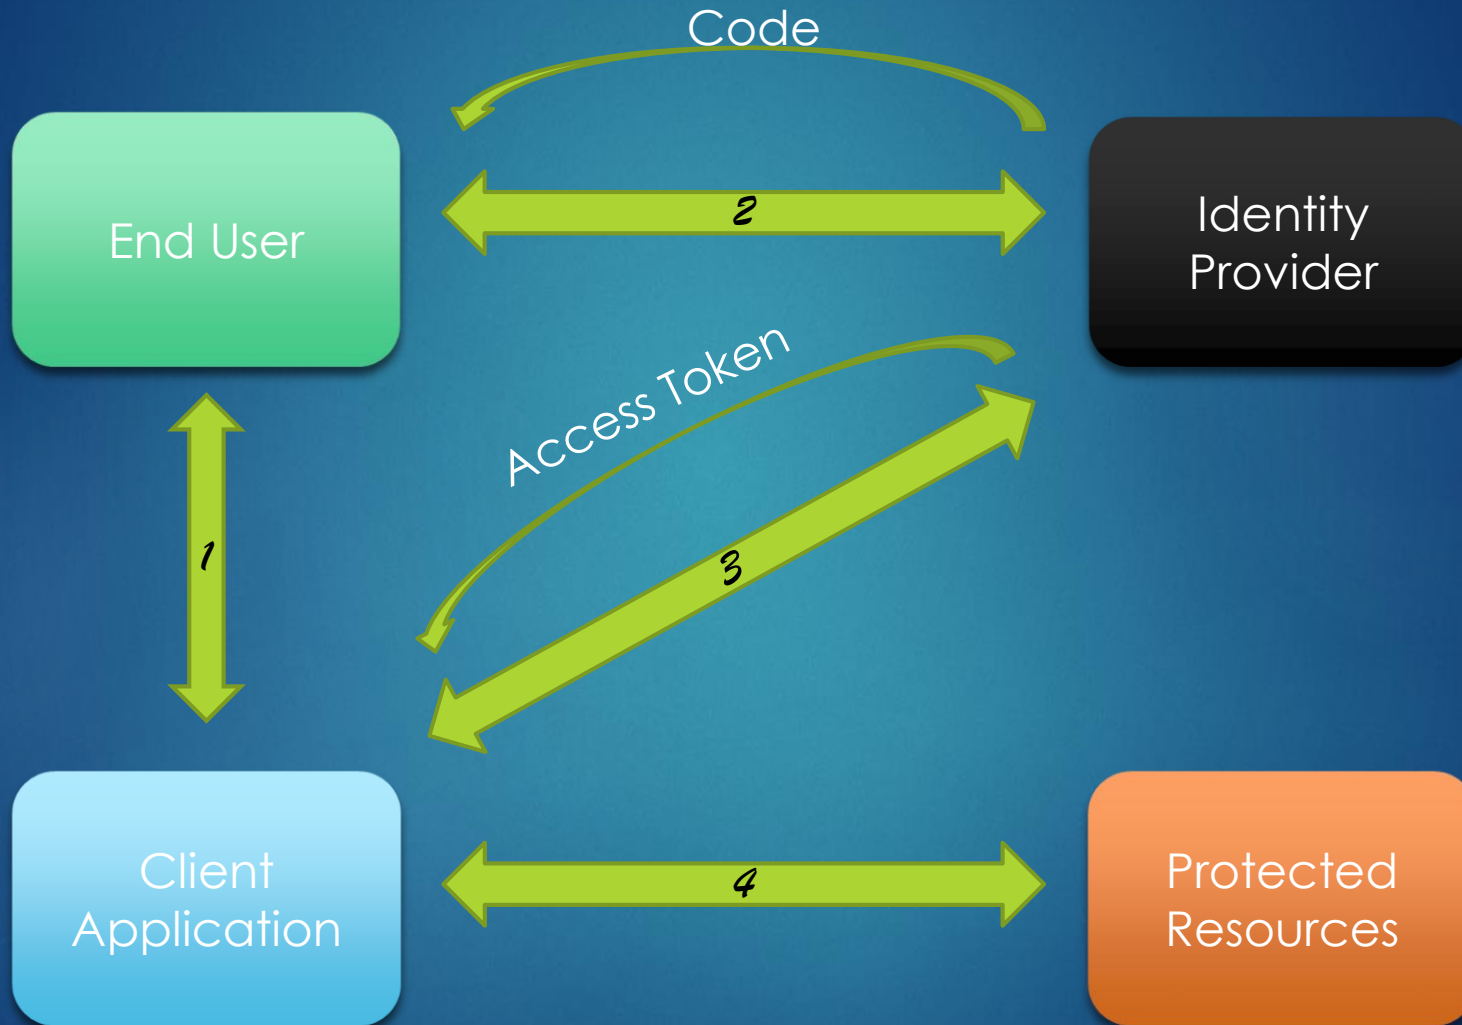 Code
End User
2
Identity
Provider
Access Token
1
3
Client
Application
4
Protected
Resources